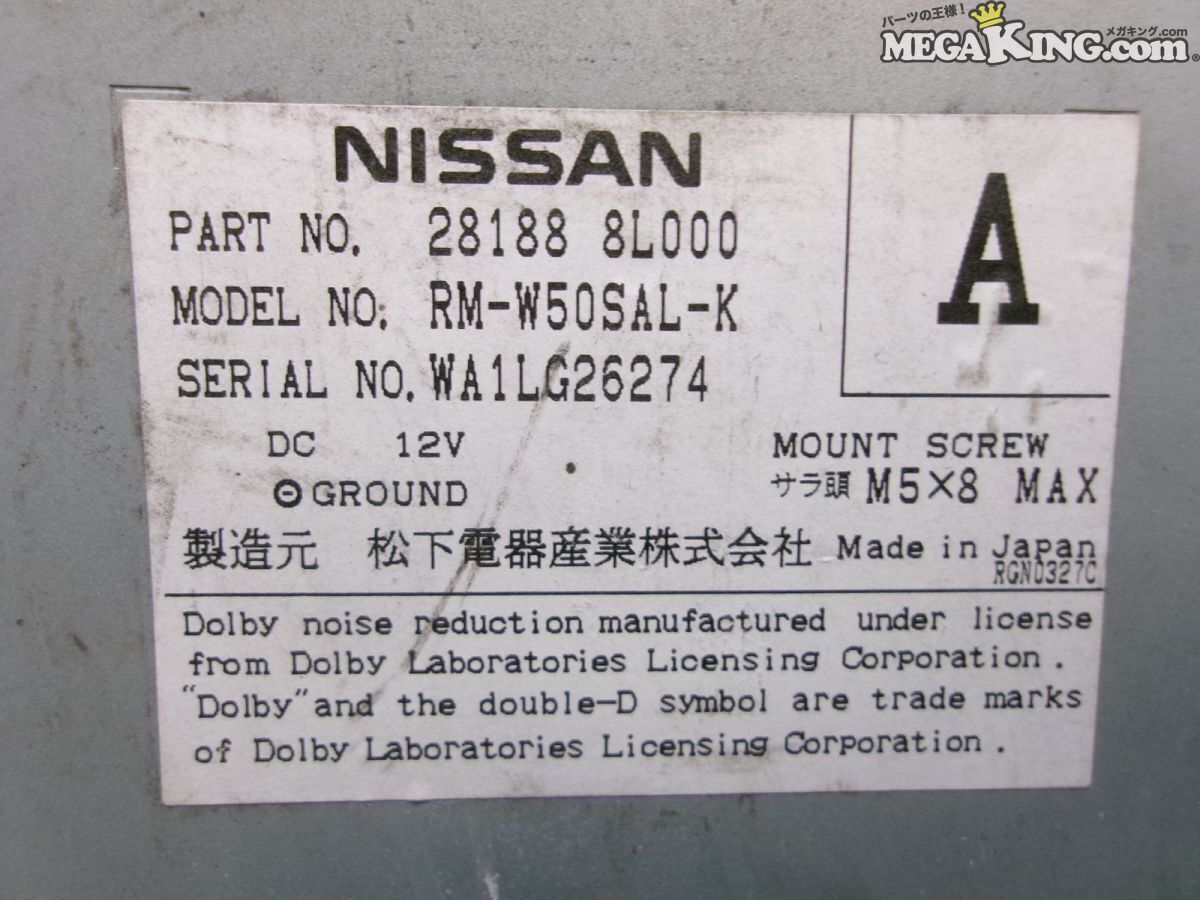 パーツの王様!
メガキング.com
MEGAKING.com®
NISSAN
A
PART NO. 28188 8L000
MODEL NO. RM-W50SAL-K
SERIAL NO. WA1LG26274
DC 12V
⊖ GROUND
MOUNT SCREW
サラ頭 M5×8 MAX
製造元 松下電器産業株式会社 Made in Japan
RGN0327C
Dolby noise reduction manufactured under license
from Dolby Laboratories Licensing Corporation.
"Dolby" and the double-D symbol are trade marks
of Dolby Laboratories Licensing Corporation.